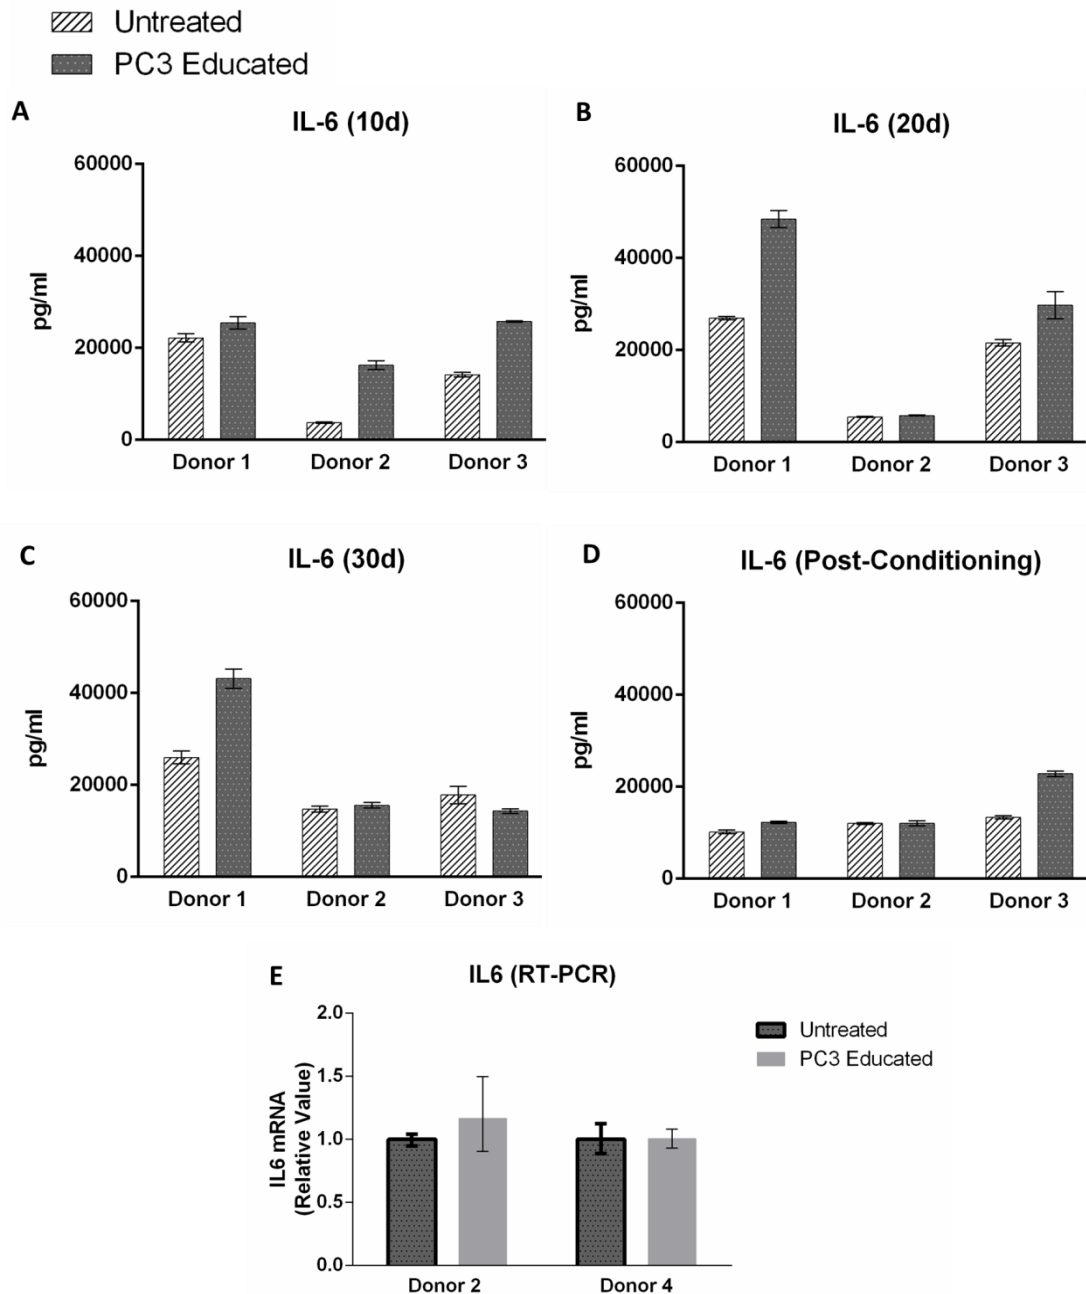 Untreated
PC3 Educated
A
IL-6 (10d)
60000
40000
20000
0
pg/ml
Donor 1 Donor 2 Donor 3
B
IL-6 (20d)
60000
40000
20000
0
pg/ml
Donor 1 Donor 2 Donor 3
C
IL-6 (30d)
60000
40000
20000
0
pg/ml
Donor 1 Donor 2 Donor 3
D
IL-6 (Post-Conditioning)
60000
40000
20000
0
pg/ml
Donor 1 Donor 2 Donor 3
E
IL6 (RT-PCR)
2.0
1.5
1.0
0.5
0.0
IL6 mRNA
(Relative Value)
Donor 2 Donor 4
Untreated
PC3 Educated